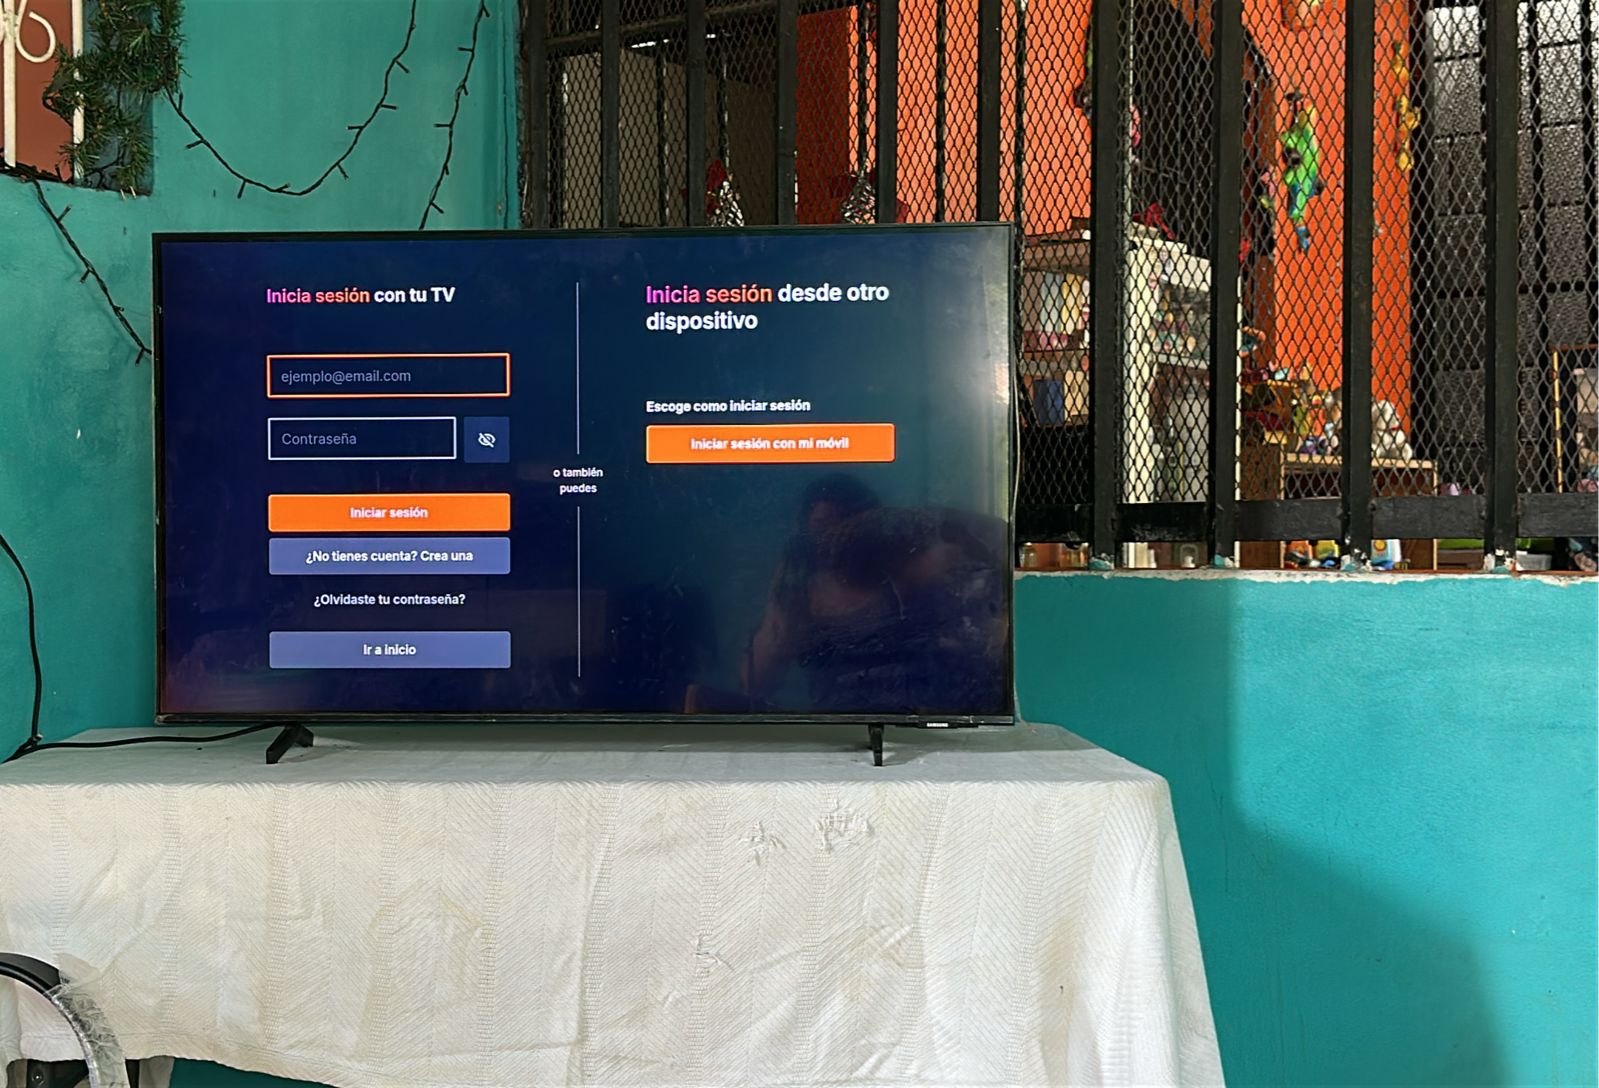 Inicia sesión con tu TV
ejemplo@email.com
Contraseña
Iniciar sesión
¿No tienes cuenta? Crea una
¿Olvidaste tu contraseña?
Ir a inicio
o también
puedes
Inicia sesión desde otro
dispositivo
Escoge como iniciar sesión
Iniciar sesión con mi móvil
SAMSUNG